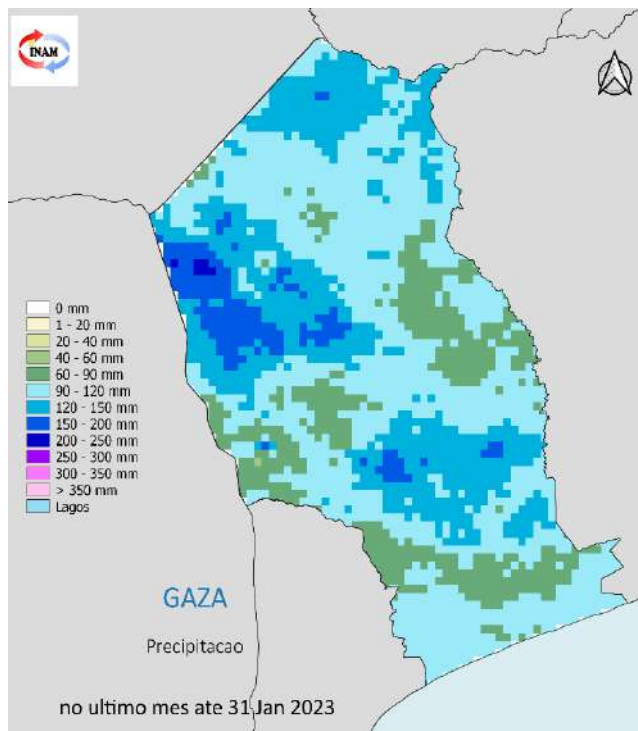 INAM
0 mm
1 - 20 mm
20 - 40 mm
40 - 60 mm
60 - 90 mm
90 - 120 mm
120 - 150 mm
150 - 200 mm
200 - 250 mm
250 - 300 mm
300 - 350 mm
> 350 mm
Lagos
GAZA
Precipitacao
no ultimo mes ate 31 Jan 2023